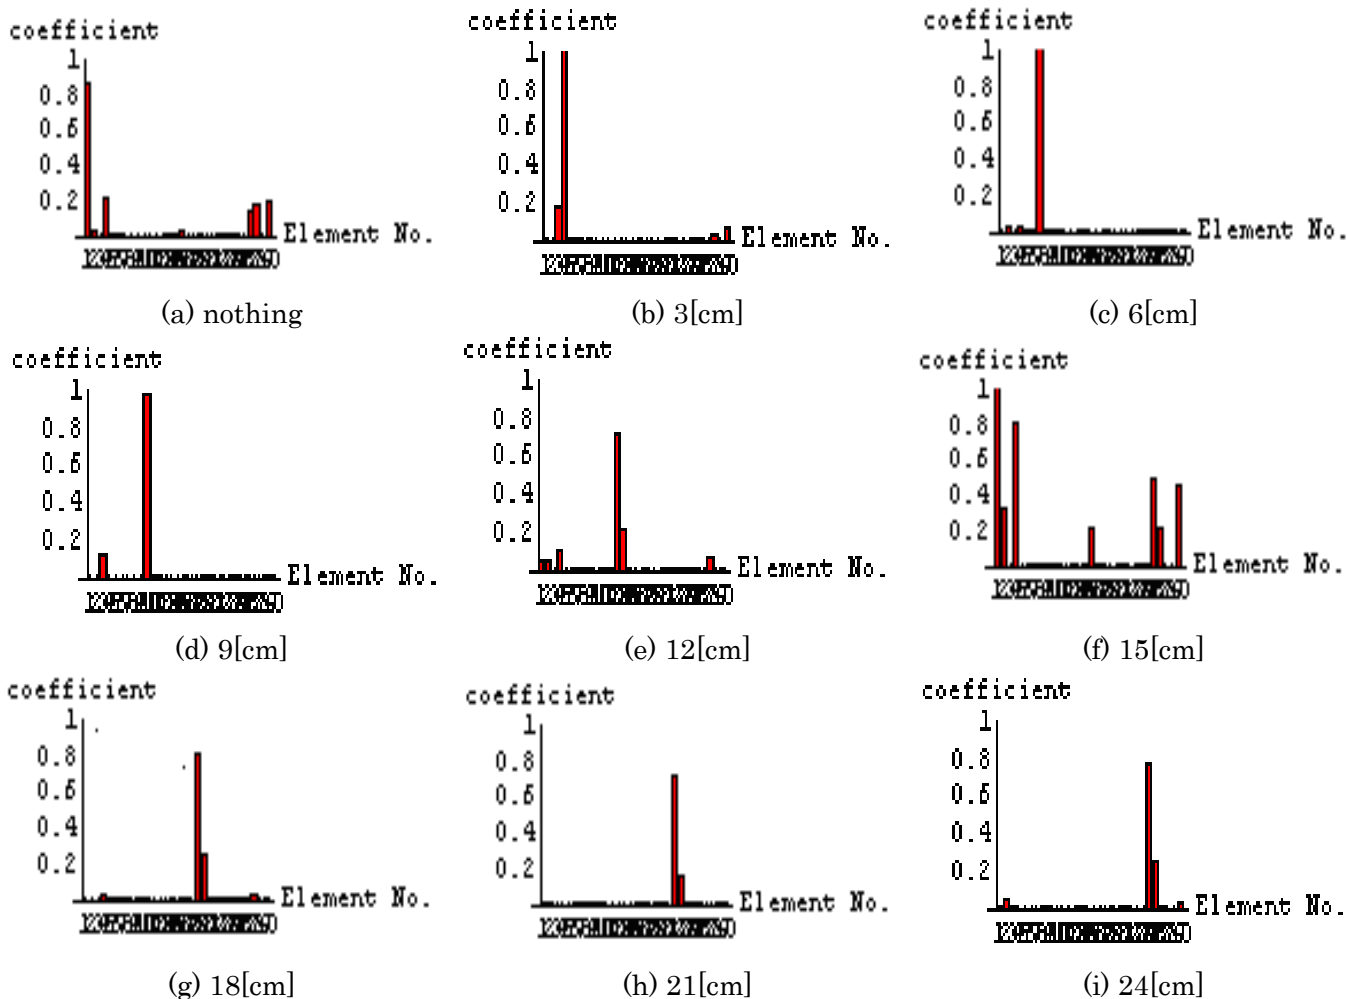 coefficient
1
0.8
0.6
0.4
0.2
Element No.
(a) nothing
coefficient
1
0.8
0.6
0.4
0.2
Element No.
(b) 3[cm]
coefficient
1
0.8
0.6
0.4
0.2
Element No.
(c) 6[cm]
coefficient
1
0.8
0.6
0.4
0.2
Element No.
(d) 9[cm]
coefficient
1
0.8
0.6
0.4
0.2
Element No.
(e) 12[cm]
coefficient
1
0.8
0.6
0.4
0.2
Element No.
(f) 15[cm]
coefficient
1
0.8
0.6
0.4
0.2
Element No.
(g) 18[cm]
coefficient
1
0.8
0.6
0.4
0.2
Element No.
(h) 21[cm]
coefficient
1
0.8
0.6
0.4
0.2
Element No.
(i) 24[cm]